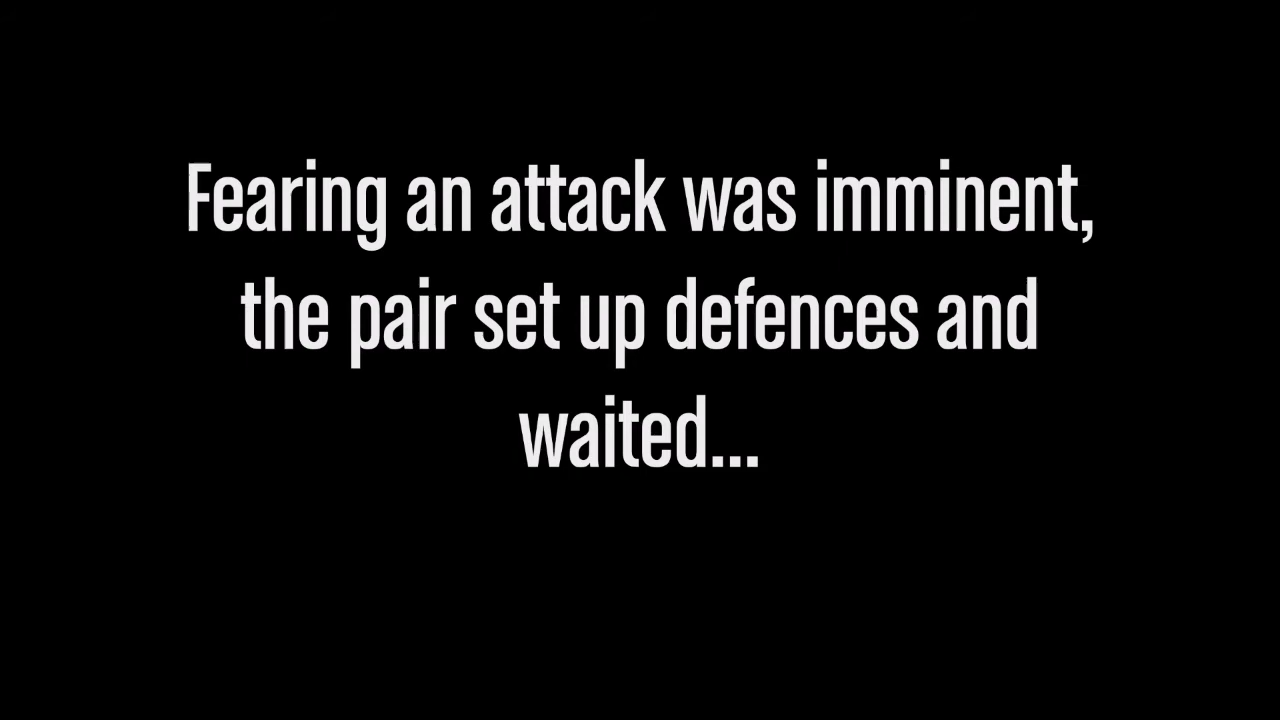 Fearing an attack was imminent,
the pair set up defences and
waited...